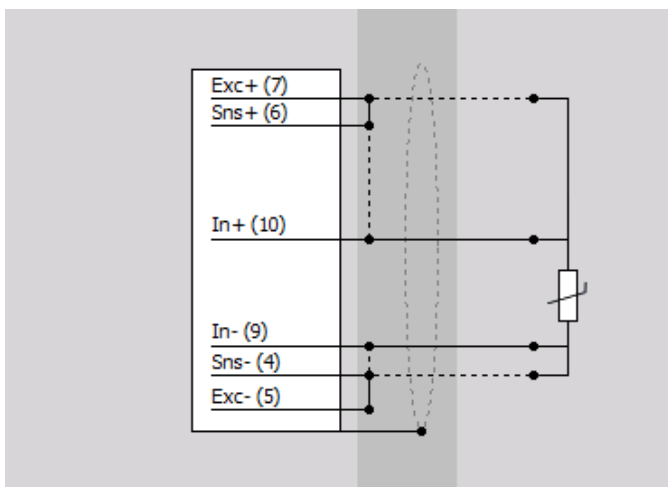 Exc+ (7)
Sns+ (6)
In+ (10)
In- (9)
Sns- (4)
Exc- (5)